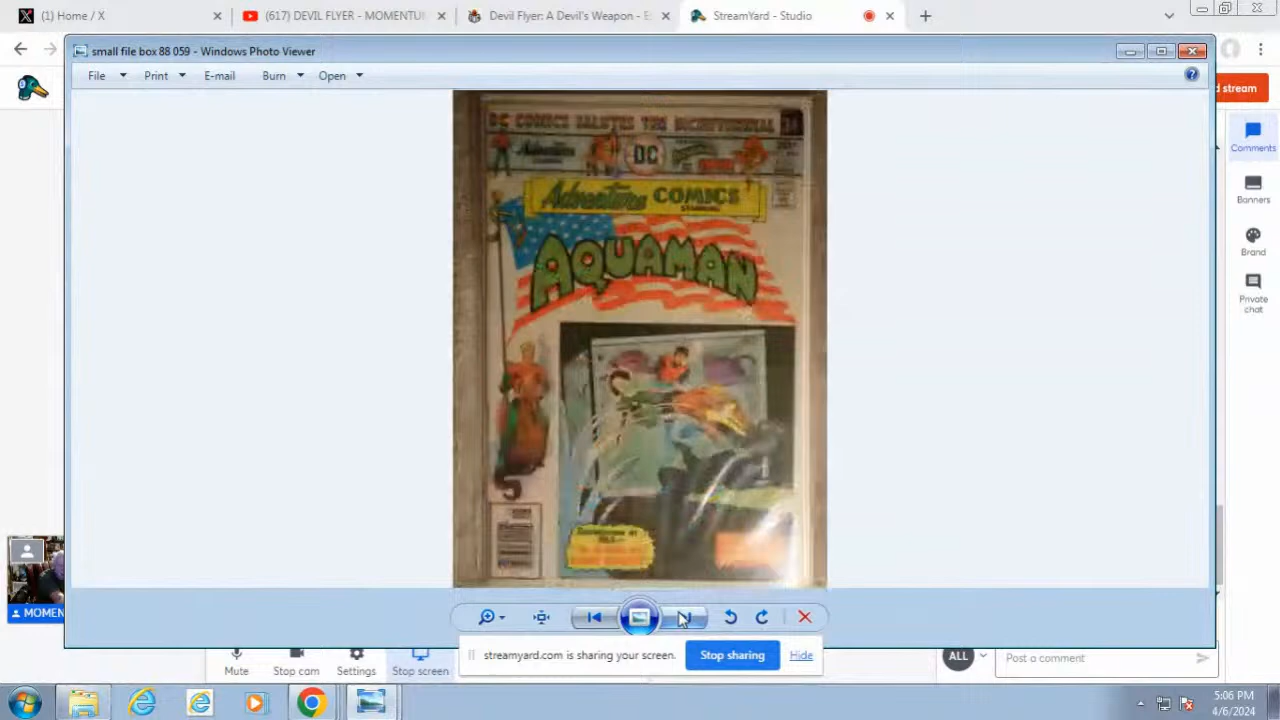 (1) Home / X
(617) DEVIL FLYER - MOMENTU
Devil Flyer: A Devil's Weapon - E
StreamYard - Studio
small file box 88 059 - Windows Photo Viewer
File
Print
E-mail
Burn
Open
d stream
Comments
Banners
Brand
Private
chat
DC COMICS SALUTES THE BICENTENNIAL
Adventure
DC
Adventure COMICS
STARRING
AQUAMAN
MOMEN
streamyard.com is sharing your screen.
Stop sharing
Hide
Mute
Stop cam
Settings
Stop screen
ALL
Post a comment
5:06 PM
4/6/2024